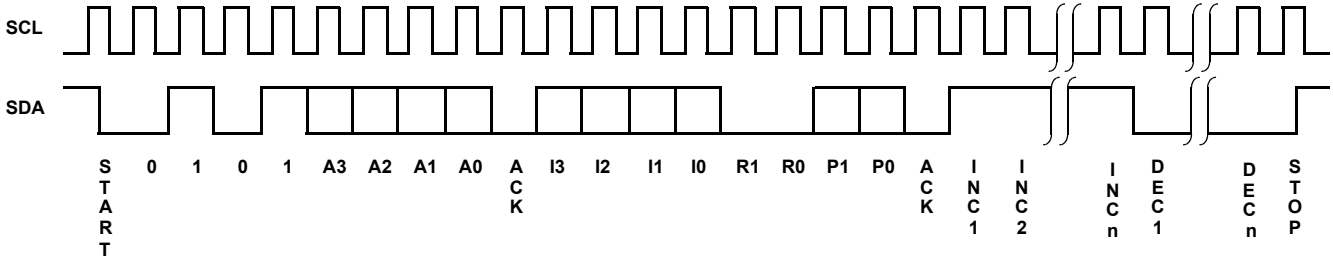 SCL
SDA
START 0 1 0 1 A3 A2 A1 A0 ACK I3 I2 I1 I0 R1 R0 P1 P0 ACK INC1 INC2 INCn DEC1 DECn STOP